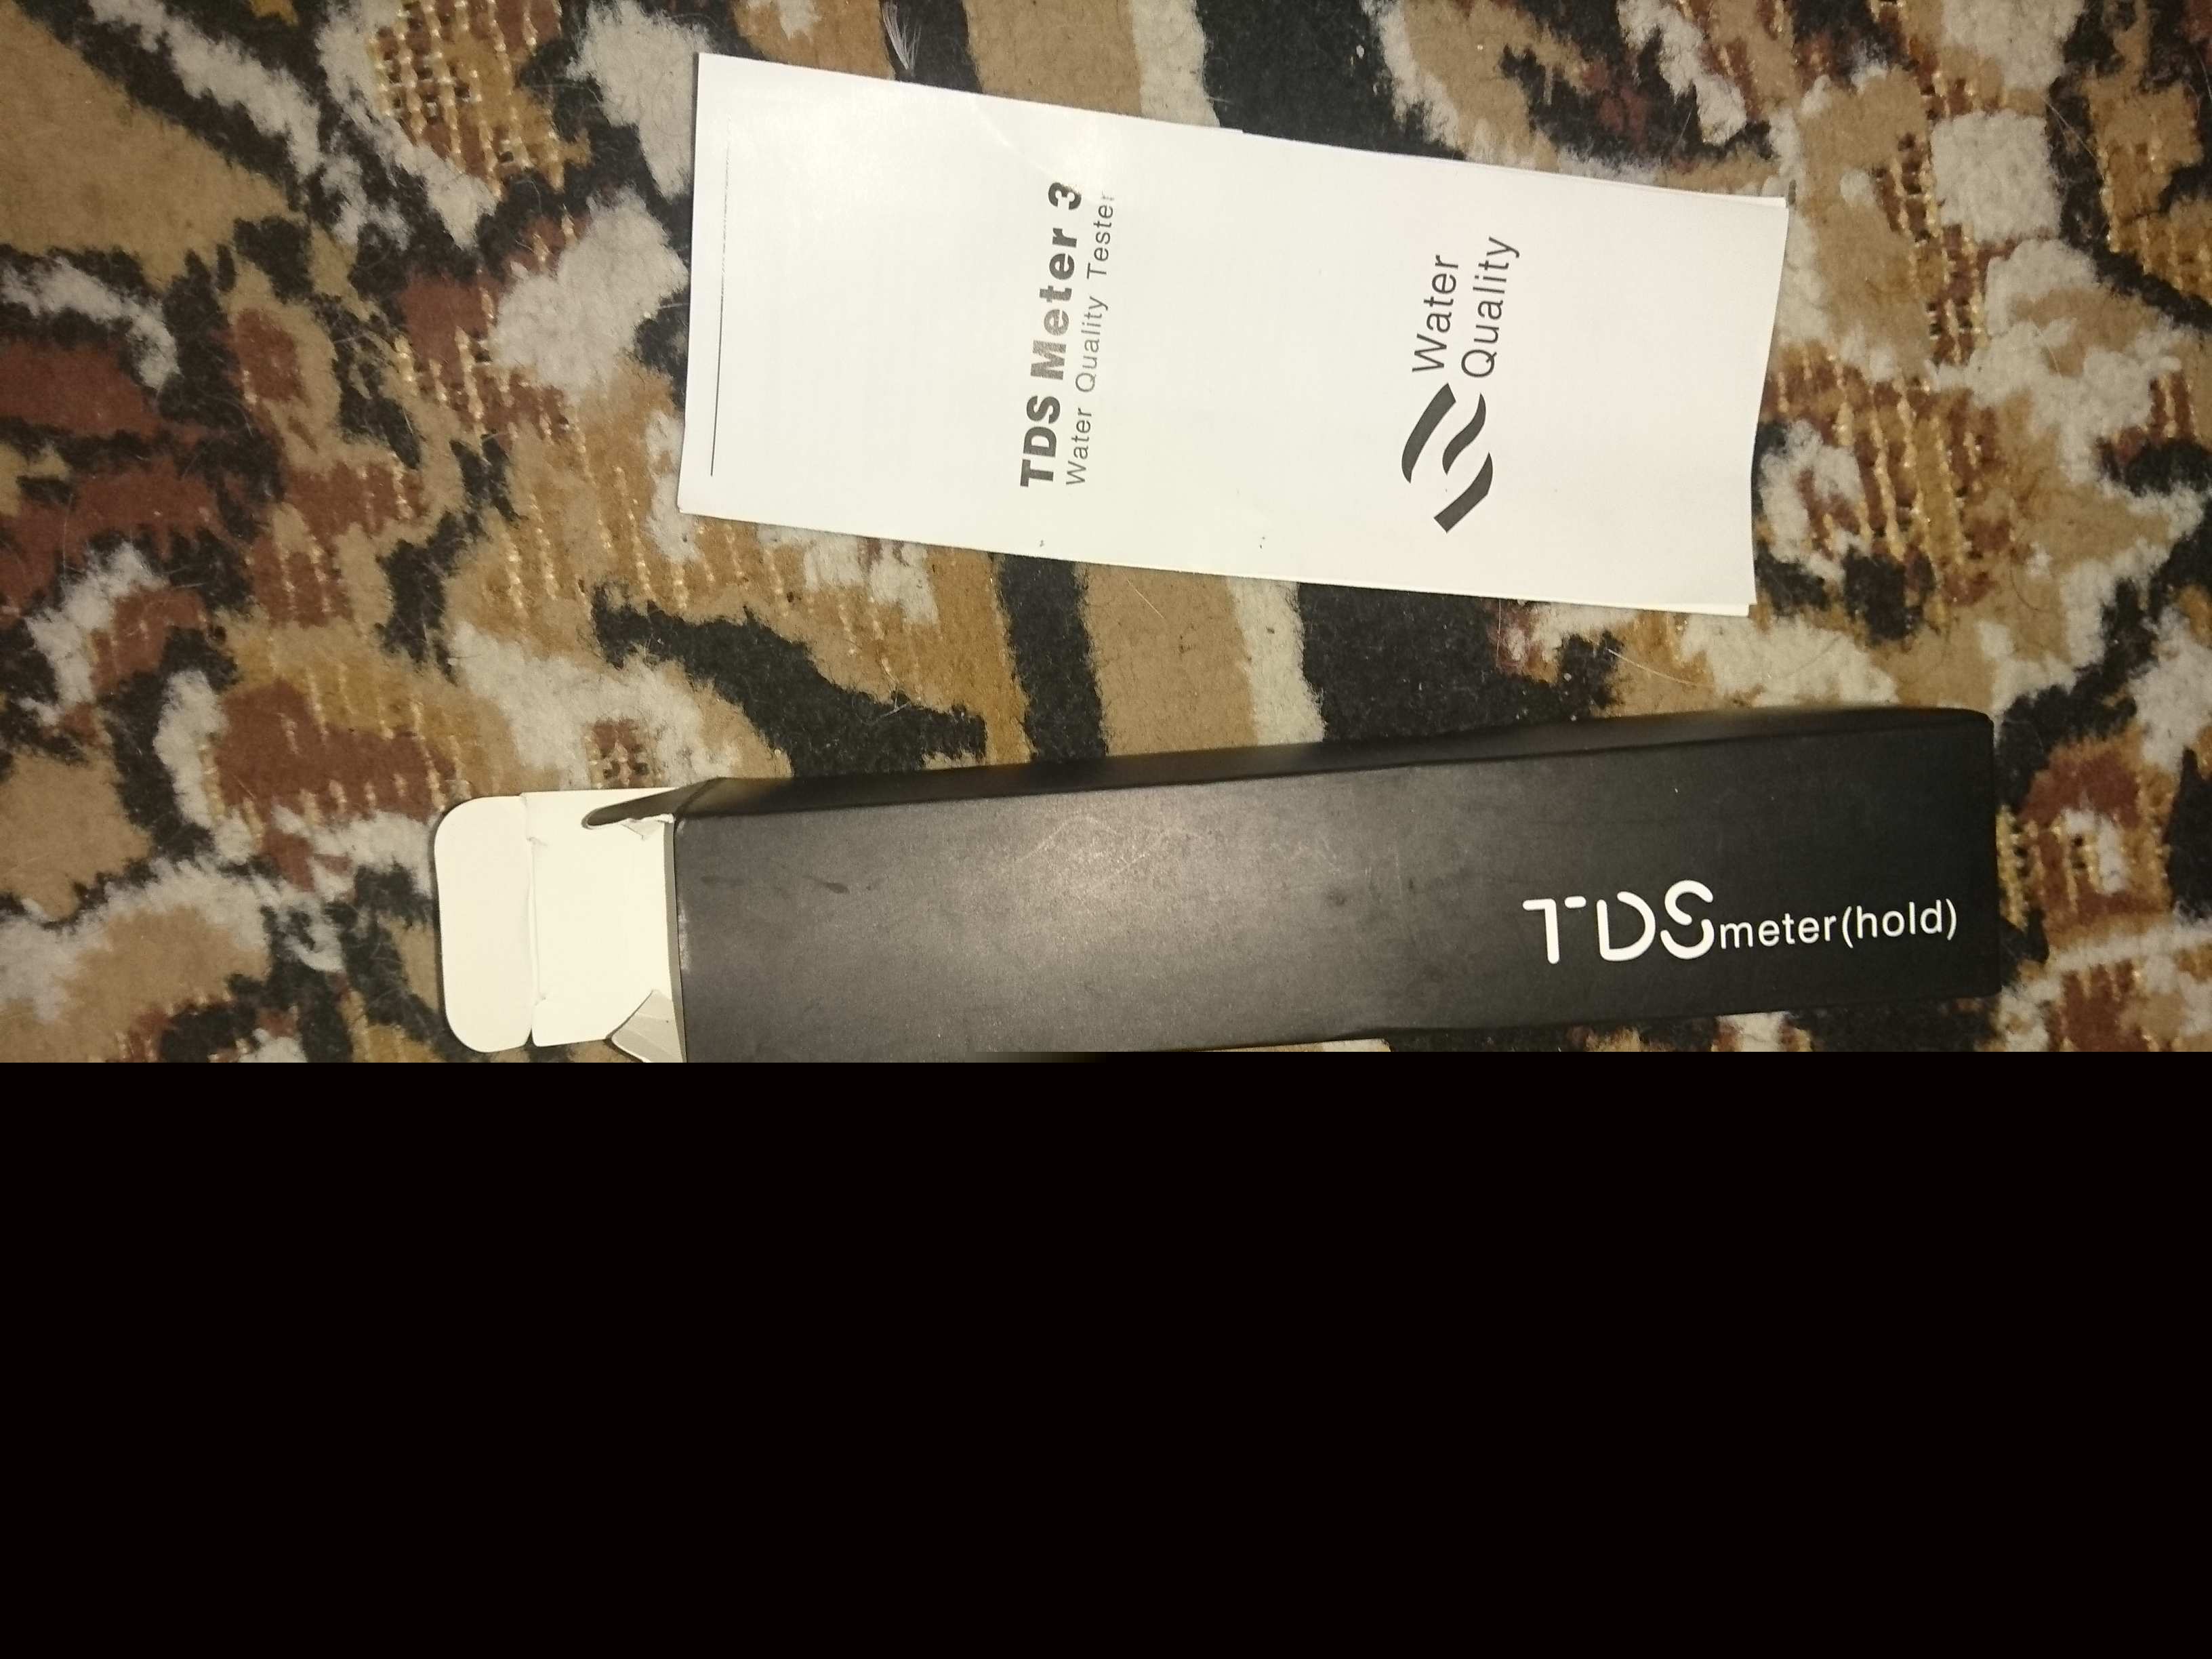 TDS Meter 3
Water Quality Tester
Water
Quality
TDS meter(hold)